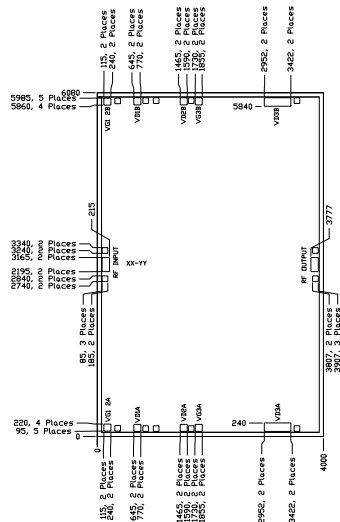 115, 2 Places
240, 2 Places
645, 2 Places
770, 2 Places
1465, 2 Places
1590, 2 Places
1730, 2 Places
1855, 2 Places
2952, 2 Places
3422, 2 Places
6080
5985, 5 Places
5860, 4 Places
VG1 2B
VD1B
VD2B
VG3B
5840
VD3B
215
3777
3340, 2 Places
3240, 2 Places
3165, 2 Places
RF INPUT
XX-YY
RF OUTPUT
2195, 2 Places
2840, 2 Places
2740, 2 Places
85, 3 Places
185, 2 Places
3807, 2 Places
3907, 3 Places
VG1 2A
VD1A
VD2A
VG3A
VD3A
220, 4 Places
95, 5 Places
240
0
0
4000
115, 2 Places
240, 2 Places
645, 2 Places
770, 2 Places
1465, 2 Places
1590, 2 Places
1730, 2 Places
1855, 2 Places
2952, 2 Places
3422, 2 Places